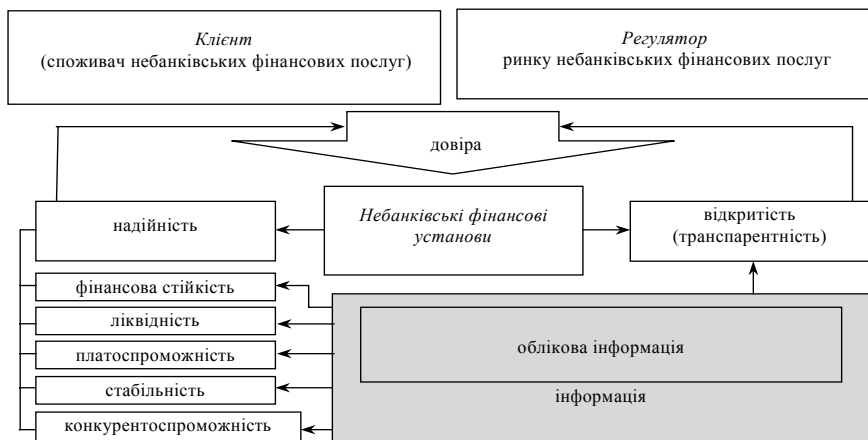 Клієнт
(споживач небанківських фінансових послуг)
Регулятор
ринку небанківських фінансових послуг
довіра
надійність
Небанківські фінансові
установи
відкритість
(транспарентність)
фінансова стійкість
ліквідність
платоспроможність
стабільність
конкурентоспроможність
облікова інформація
інформація